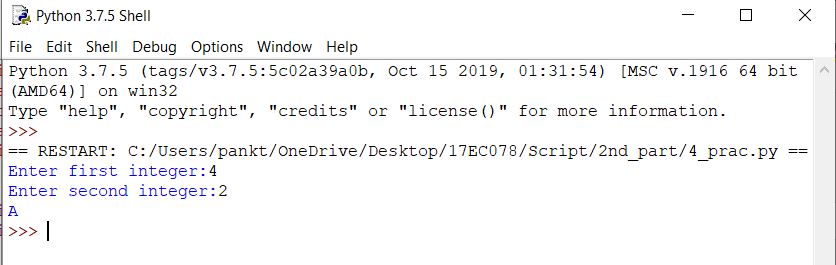 Python 3.7.5 Shell
File Edit Shell Debug Options Window Help
Python 3.7.5 (tags/v3.7.5:5c02a39a0b, Oct 15 2019, 01:31:54) [MSC v.1916 64 bit
(AMD64)] on win32
Type "help", "copyright", "credits" or "license()" for more information.
>>>
== RESTART: C:/Users/pankt/OneDrive/Desktop/17EC078/Script/2nd_part/4_prac.py ==
Enter first integer:4
Enter second integer:2
A
>>>